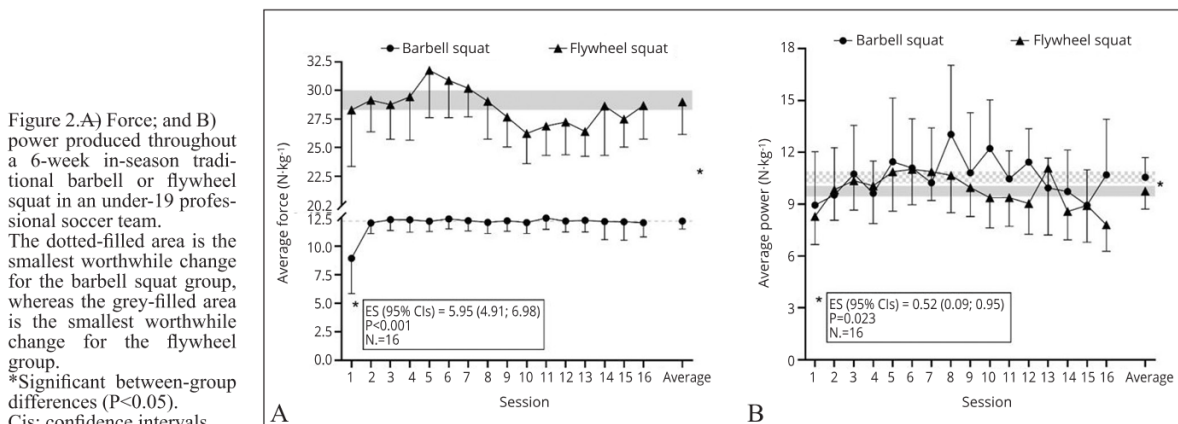 Figure 2.A) Force; and B)
power produced throughout
a 6-week in-season tradi-
tional barbell or flywheel
squat in an under-19 profes-
sional soccer team.
The dotted-filled area is the
smallest worthwhile change
for the barbell squat group,
whereas the grey-filled area
is the smallest worthwhile
change for the flywheel
group.
*Significant between-group
differences (P<0.05).
Cis: confidence intervals
A
Barbell squat Flywheel squat
Average force (N·kg-1)
32.5
30.0
27.5
25.0
22.5
20.2
12.5
10.0
7.5
5.0
2.5
0.0
*
*
ES (95% CIs) = 5.95 (4.91; 6.98)
P<0.001
N.=16
1 2 3 4 5 6 7 8 9 10 11 12 13 14 15 16 Average
Session
A
B
Barbell squat Flywheel squat
Average power (N·kg-1)
18
15
12
9
6
3
0
*
*
ES (95% CIs) = 0.52 (0.09; 0.95)
P=0.023
N.=16
1 2 3 4 5 6 7 8 9 10 11 12 13 14 15 16 Average
Session
B